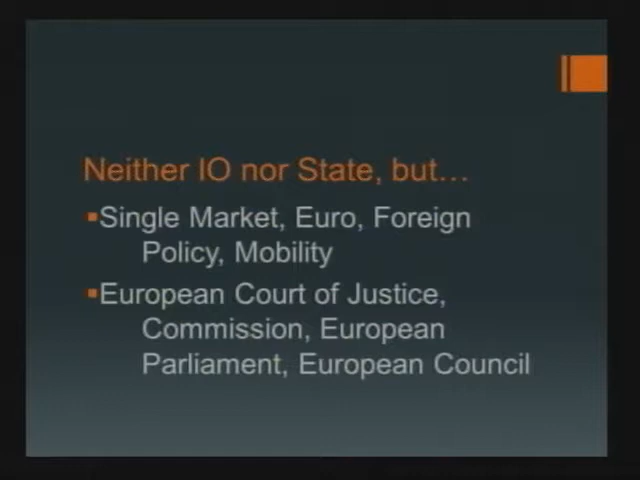 Neither IO nor State, but…
▪Single Market, Euro, Foreign
Policy, Mobility
▪European Court of Justice,
Commission, European
Parliament, European Council